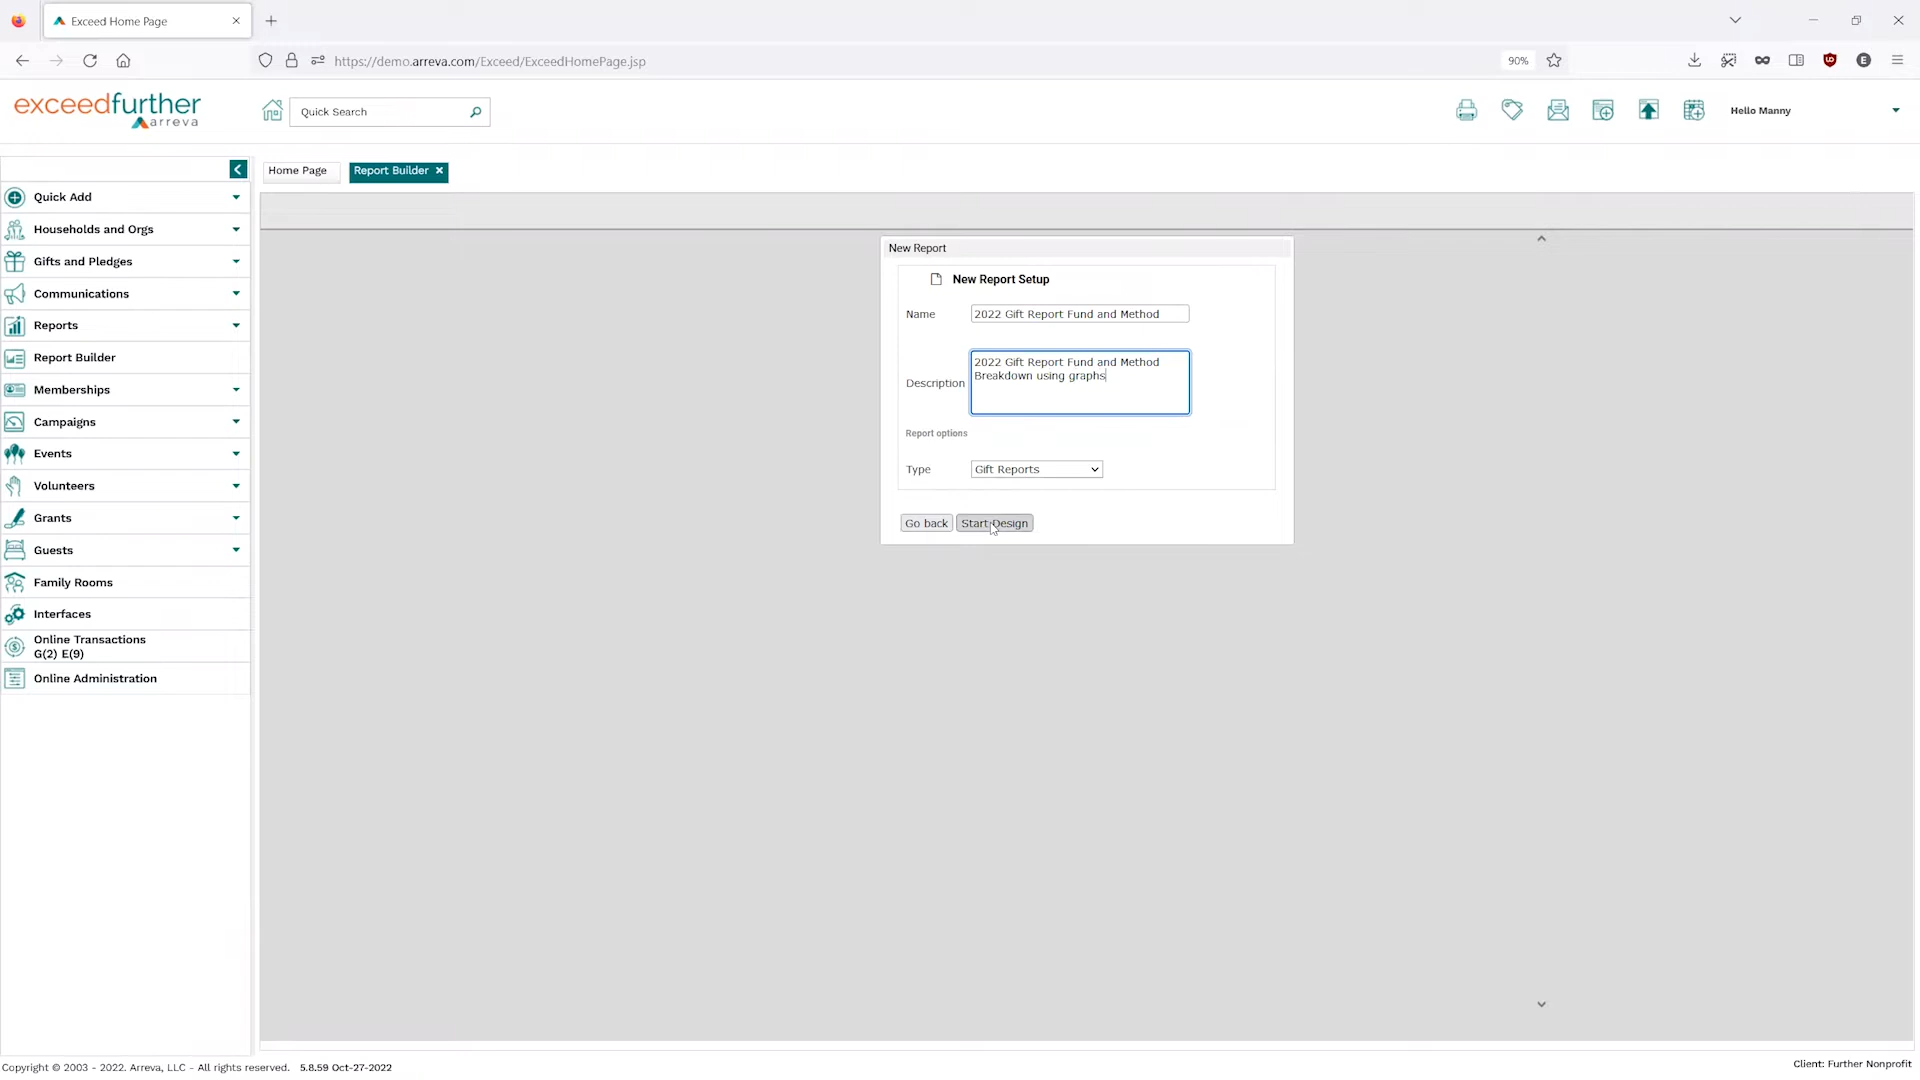 Exceed Home Page
https://demo.arreva.com/Exceed/ExceedHomePage.jsp
90%
exceedfurther
arreva
Quick Search
Hello Manny
Home Page
Report Builder
Quick Add
Households and Orgs
Gifts and Pledges
Communications
Reports
Report Builder
Memberships
Campaigns
Events
Volunteers
Grants
Guests
Family Rooms
Interfaces
Online Transactions
G(2) E(9)
Online Administration
New Report
New Report Setup
Name
2022 Gift Report Fund and Method
Description
2022 Gift Report Fund and Method
Breakdown using graphs
Report options
Type
Gift Reports
Go back
Start Design
Copyright © 2003 - 2022. Arreva, LLC - All rights reserved. 5.8.59 Oct-27-2022
Client: Further Nonprofit